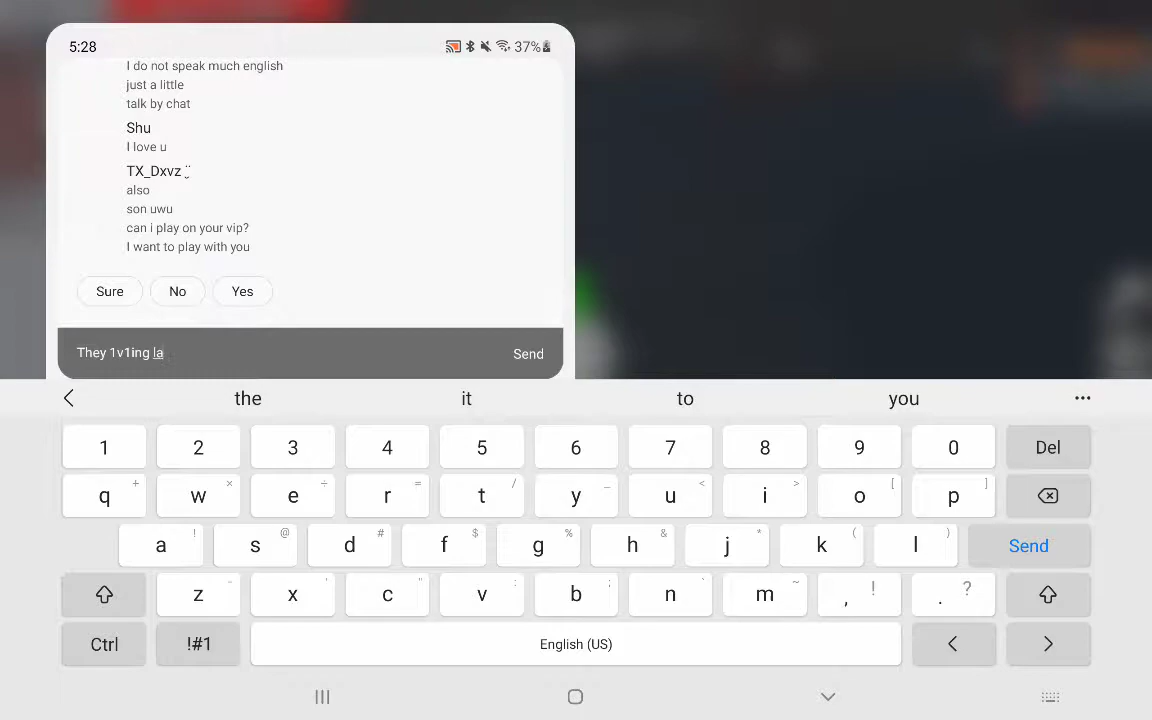 5:28
37%
I do not speak much english
just a little
talk by chat
Shu
I love u
TX_Dxvz
also
son uwu
can i play on your vip?
I want to play with you
Sure No Yes
They 1v1ing la
Send
the it to you
1 2 3 4 5 6 7 8 9 0 Del
q + w × e ÷ r = t / y _ u < i > o [ p ]
a ! s @ d # f $ g % h & j * k ( l ) Send
z - x ' c " v : b ; n ` m ~ , ! . ?
Ctrl !#1 English (US) < >